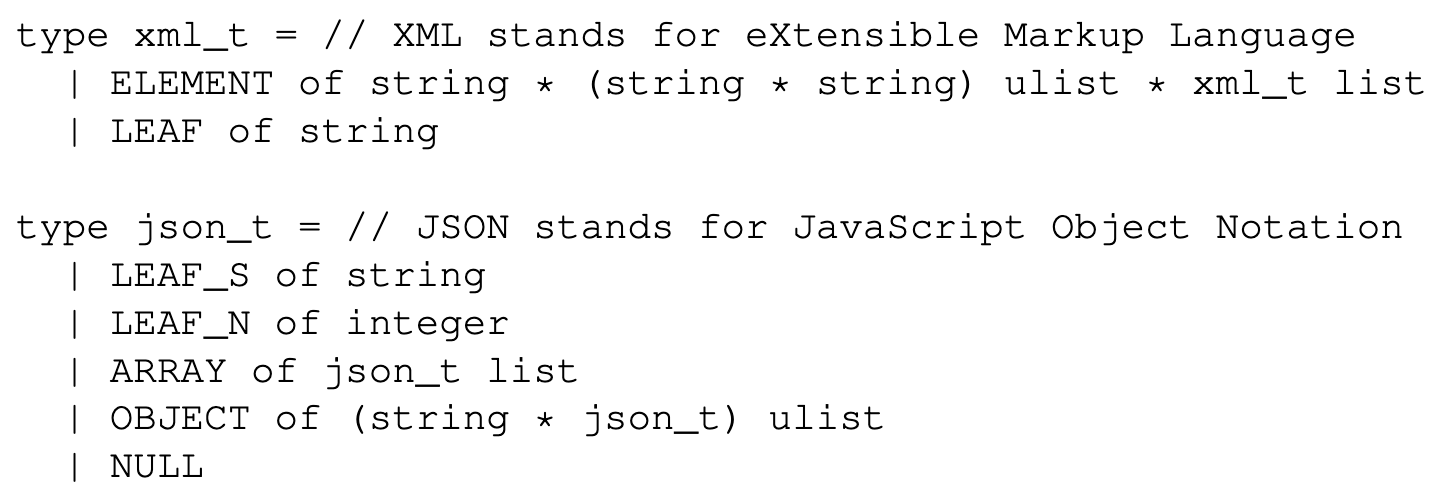 type xml_t = // XML stands for eXtensible Markup Language
  | ELEMENT of string * (string * string) ulist * xml_t list
  | LEAF of string

type json_t = // JSON stands for JavaScript Object Notation
  | LEAF_S of string
  | LEAF_N of integer
  | ARRAY of json_t list
  | OBJECT of (string * json_t) ulist
  | NULL